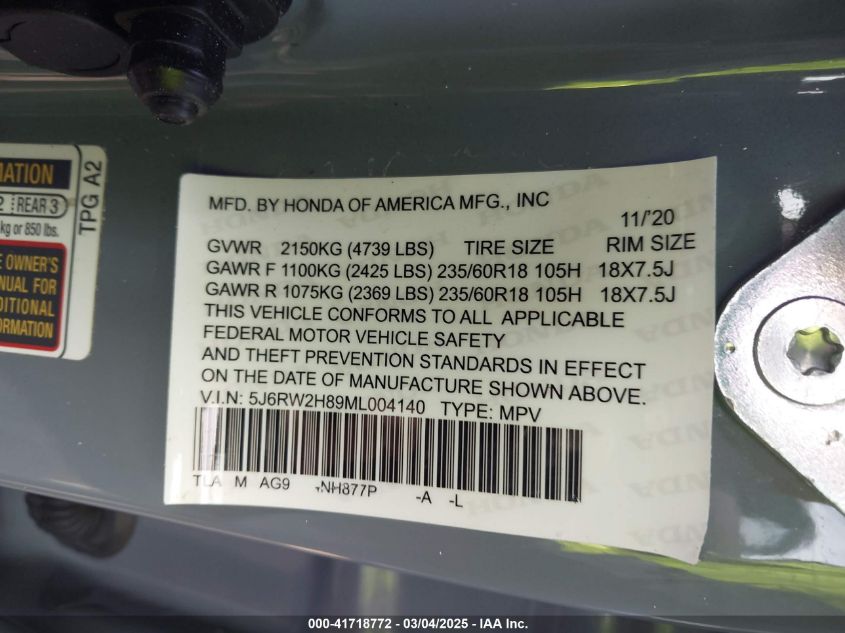 MATION
2 REAR 3
kg or 850 lbs.
E OWNER'S
ANUAL FOR
DDITIONAL
FORMATION
TPG A2
MFD. BY HONDA OF AMERICA MFG., INC
11/'20
GVWR 2150KG (4739 LBS) TIRE SIZE RIM SIZE
GAWR F 1100KG (2425 LBS) 235/60R18 105H 18X7.5J
GAWR R 1075KG (2369 LBS) 235/60R18 105H 18X7.5J
THIS VEHICLE CONFORMS TO ALL APPLICABLE
FEDERAL MOTOR VEHICLE SAFETY
AND THEFT PREVENTION STANDARDS IN EFFECT
ON THE DATE OF MANUFACTURE SHOWN ABOVE.
V.I.N: 5J6RW2H89ML004140 TYPE: MPV
TLA M AG9 -NH877P -A -L
000-41718772 / 03/04/2025 - IAA Inc.